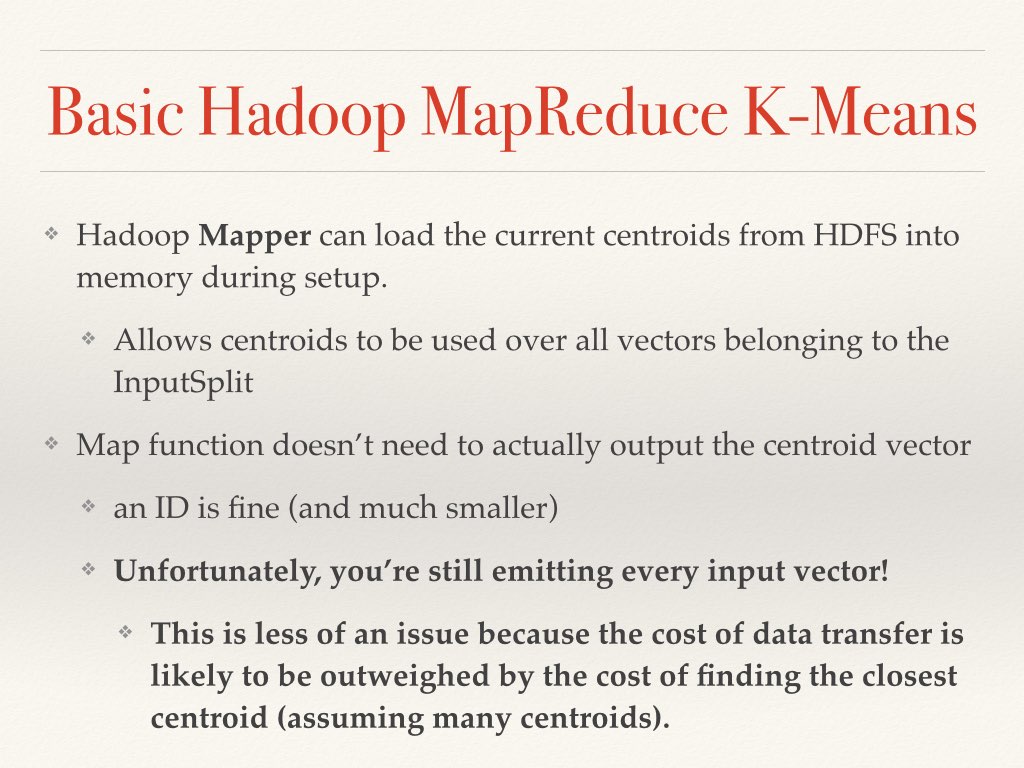 Basic Hadoop MapReduce K-Means
❖ Hadoop Mapper can load the current centroids from HDFS into
memory during setup.
❖ Allows centroids to be used over all vectors belonging to the
InputSplit
❖ Map function doesn’t need to actually output the centroid vector
❖ an ID is fine (and much smaller)
❖ Unfortunately, you’re still emitting every input vector!
❖ This is less of an issue because the cost of data transfer is
likely to be outweighed by the cost of finding the closest
centroid (assuming many centroids).